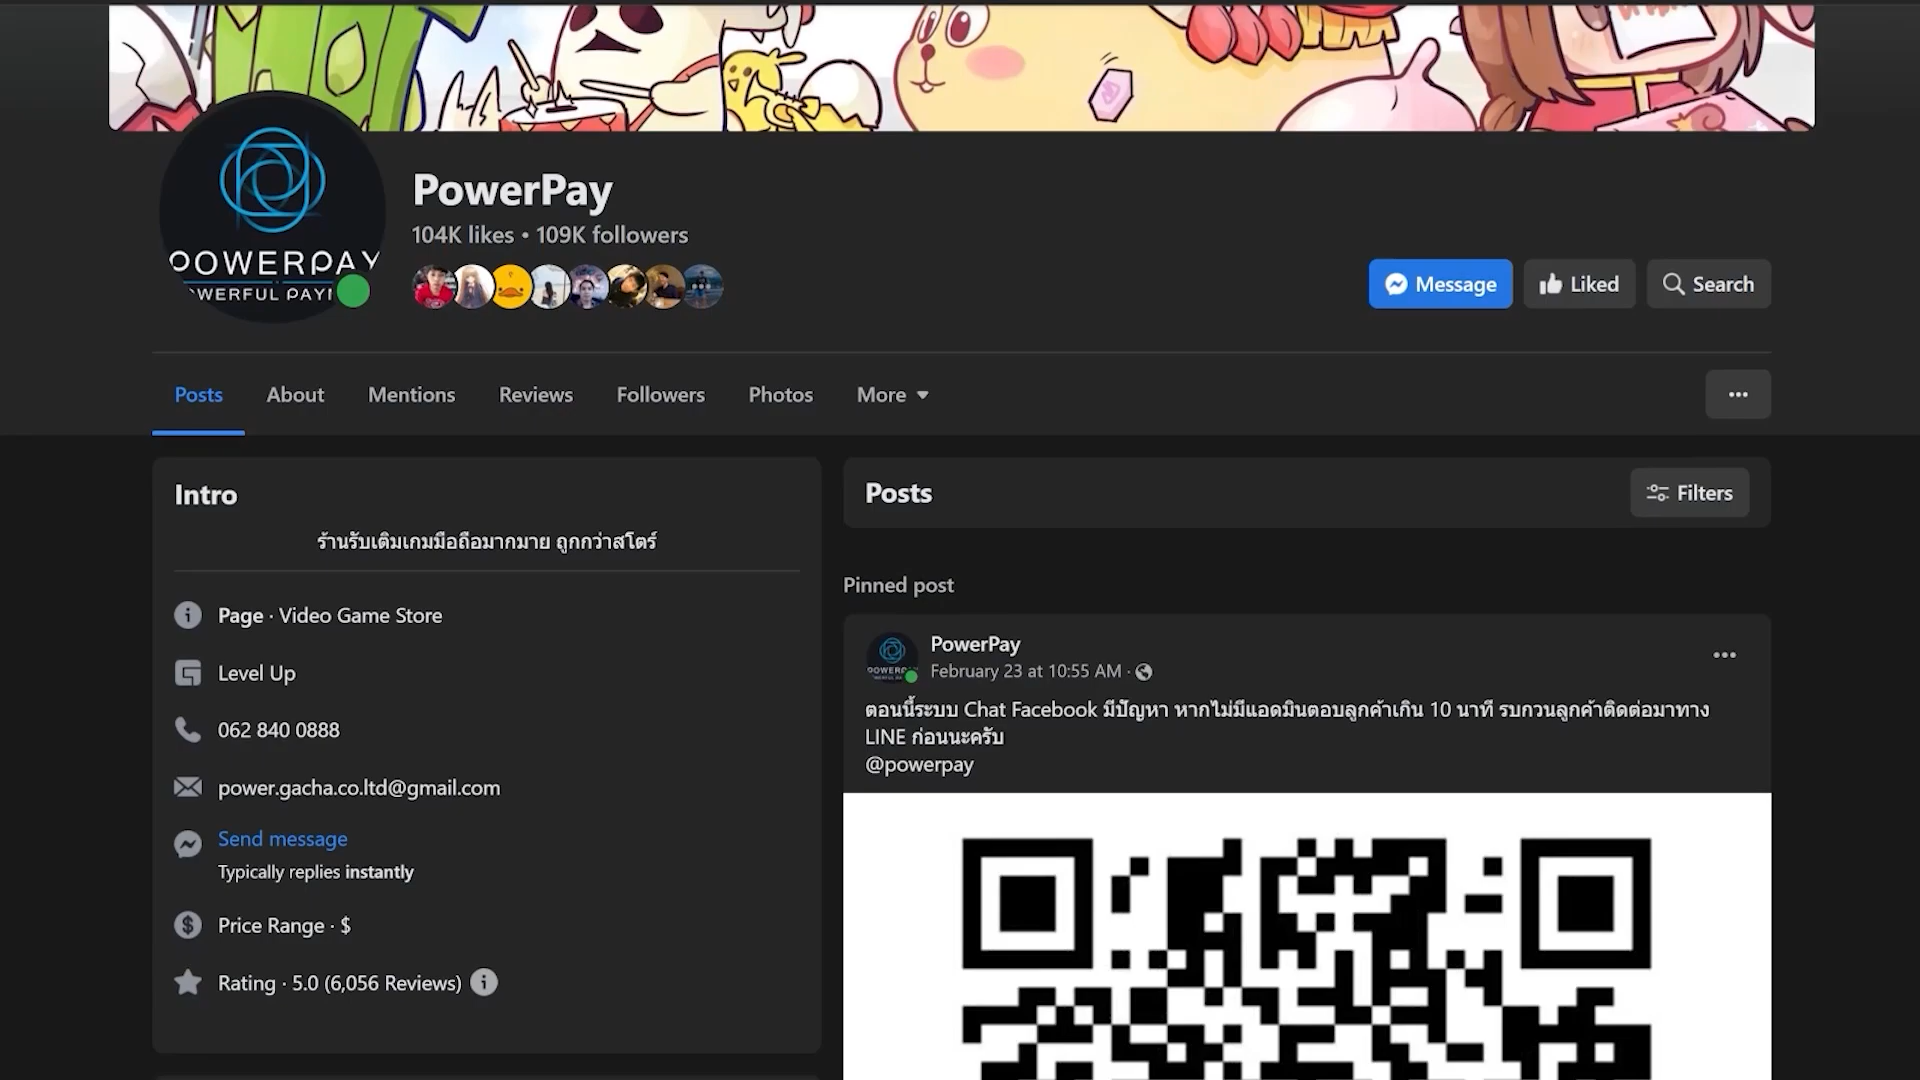 POWERPAY
PowerPay
104K likes • 109K followers
Message
Liked
Search
Posts
About
Mentions
Reviews
Followers
Photos
More
Intro
ร้านรับเติมเกมมือถือมากมาย ถูกกว่าสโตร์
Page · Video Game Store
Level Up
062 840 0888
power.gacha.co.ltd@gmail.com
Send message
Typically replies instantly
Price Range · $
Rating · 5.0 (6,056 Reviews)
Posts
Filters
Pinned post
PowerPay
February 23 at 10:55 AM ·
ตอนนี้ระบบ Chat Facebook มีปัญหา หากไม่มีแอดมินตอบลูกค้าเกิน 10 นาที รบกวนลูกค้าติดต่อมาทาง
LINE ก่อนนะครับ
@powerpay